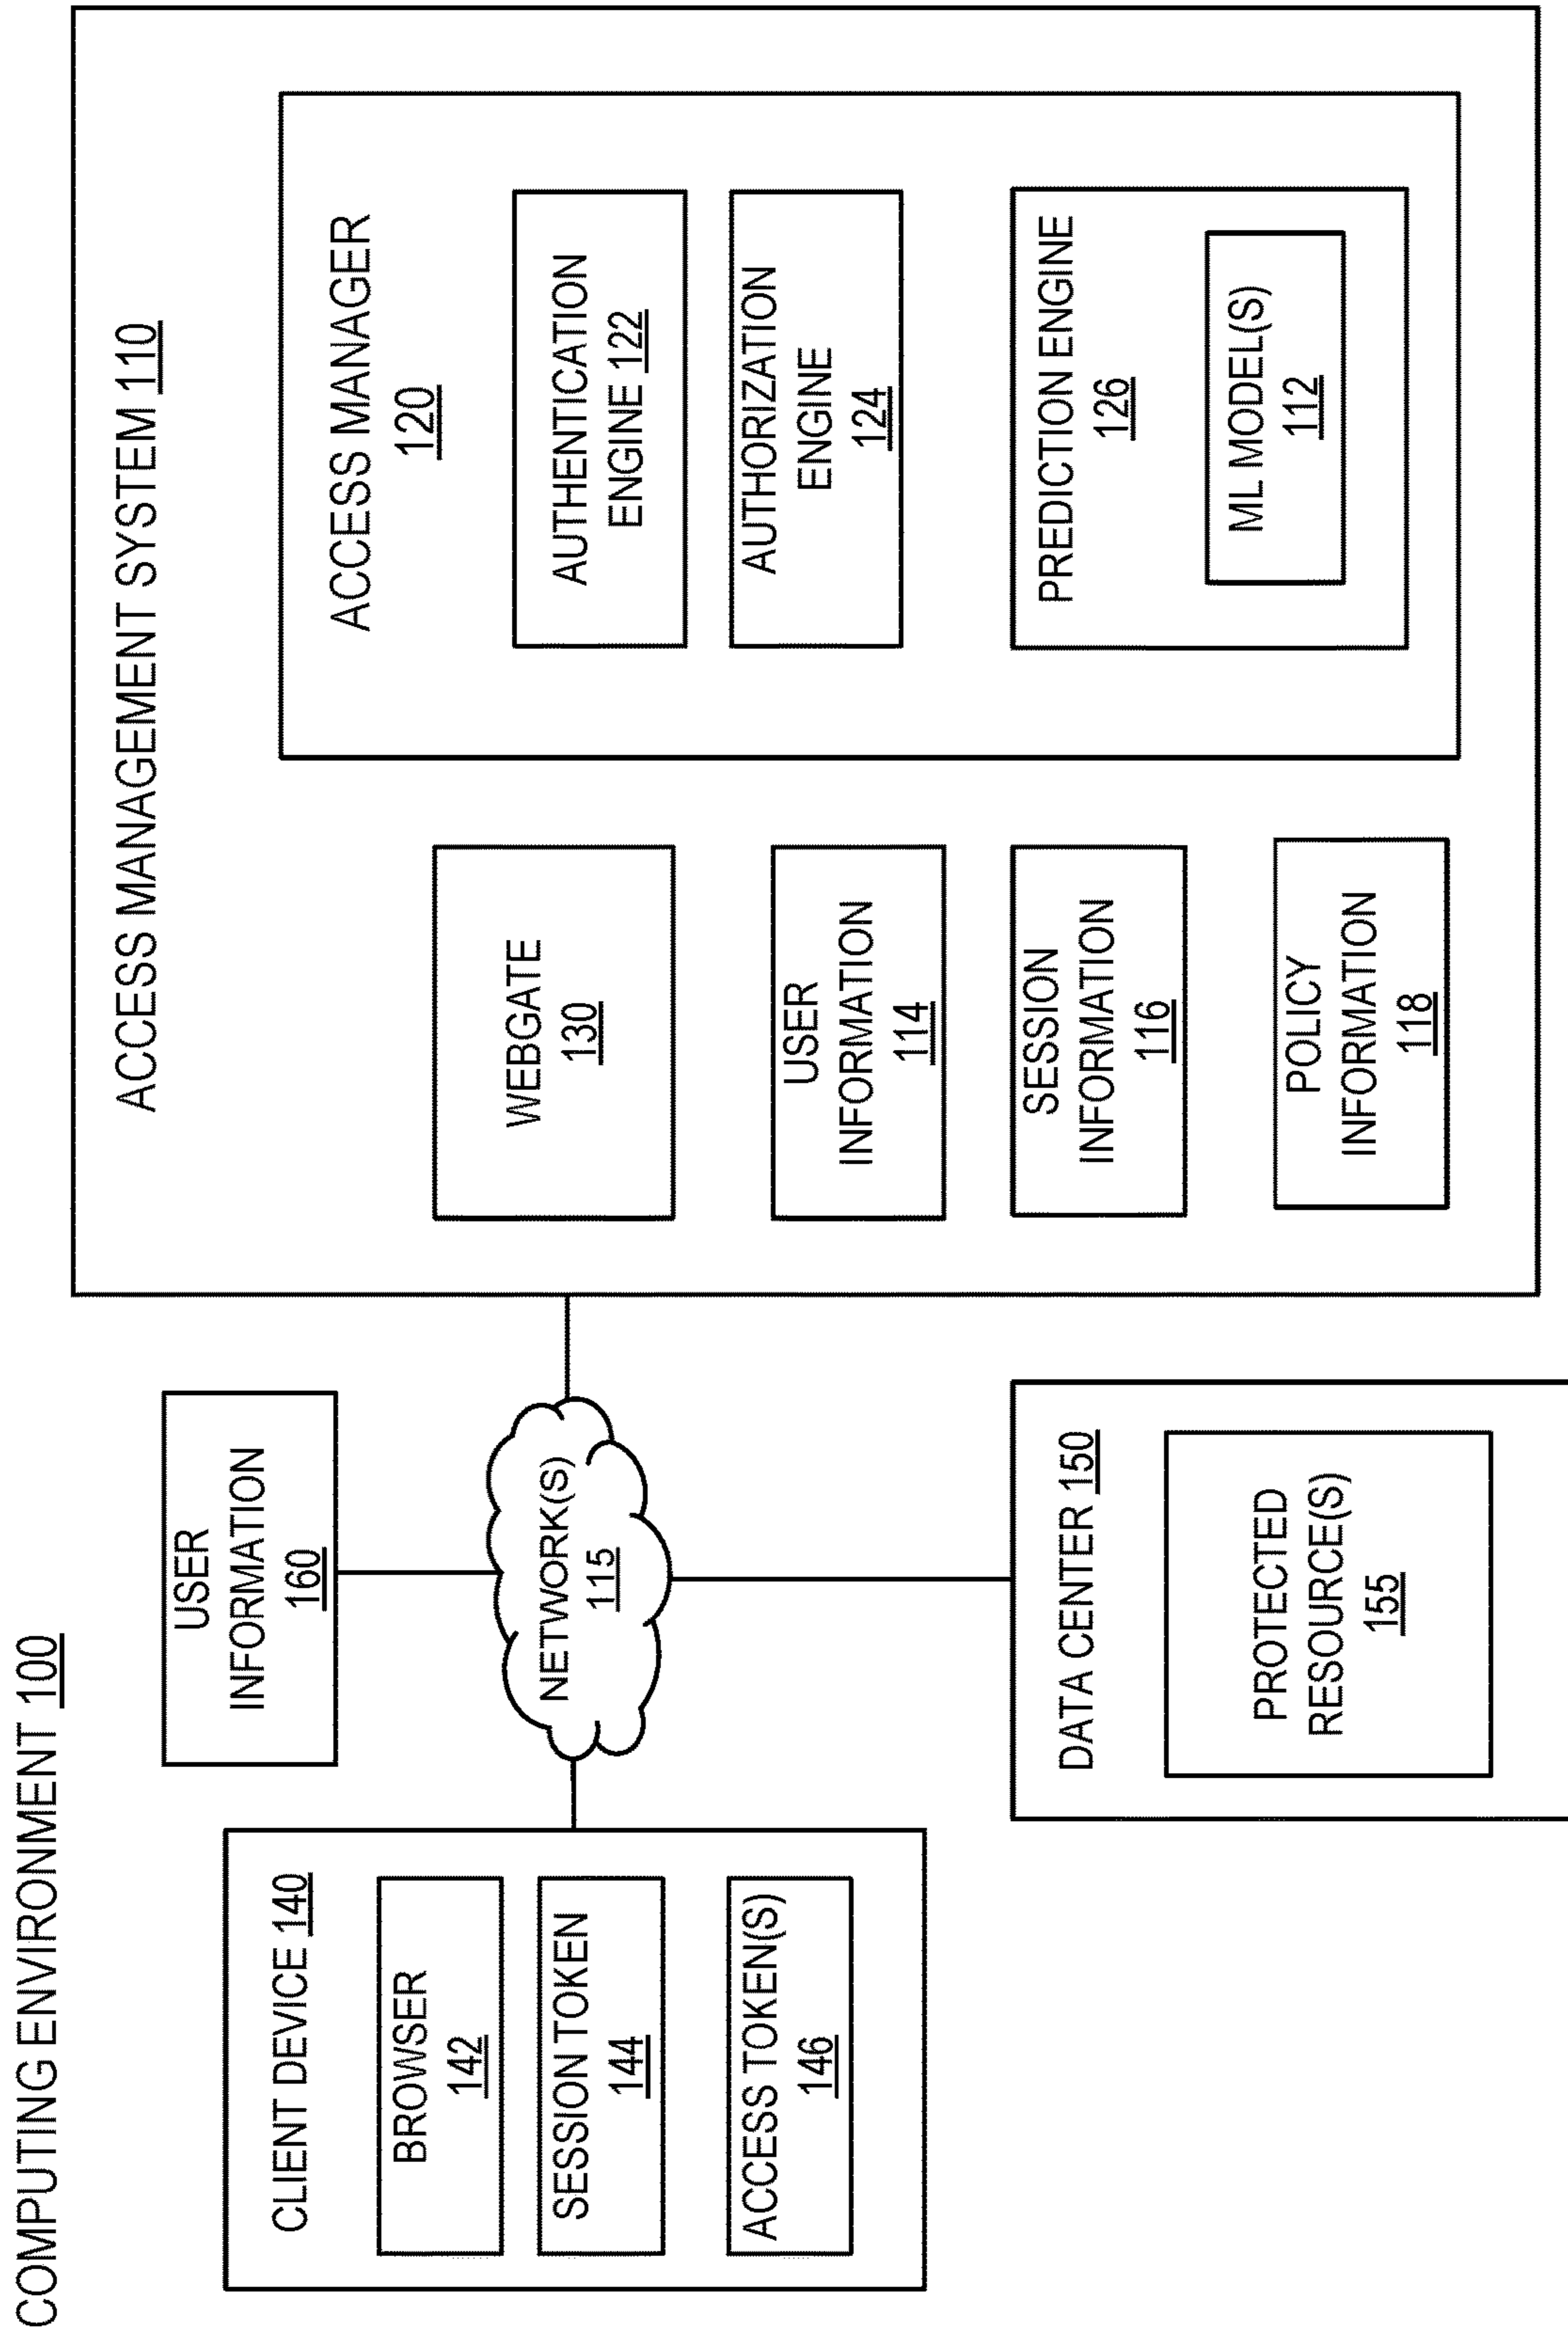 COMPUTING ENVIRONMENT 100
CLIENT DEVICE 140
BROWSER
142
SESSION TOKEN
144
ACCESS TOKEN(S)
146
USER
INFORMATION
160
NETWORK(S)
115
DATA CENTER 150
PROTECTED
RESOURCE(S)
155
ACCESS MANAGEMENT SYSTEM 110
WEBGATE
130
USER
INFORMATION
114
SESSION
INFORMATION
116
POLICY
INFORMATION
118
ACCESS MANAGER
120
AUTHENTICATION
ENGINE 122
AUTHORIZATION
ENGINE
124
PREDICTION ENGINE
126
ML MODEL(S)
112